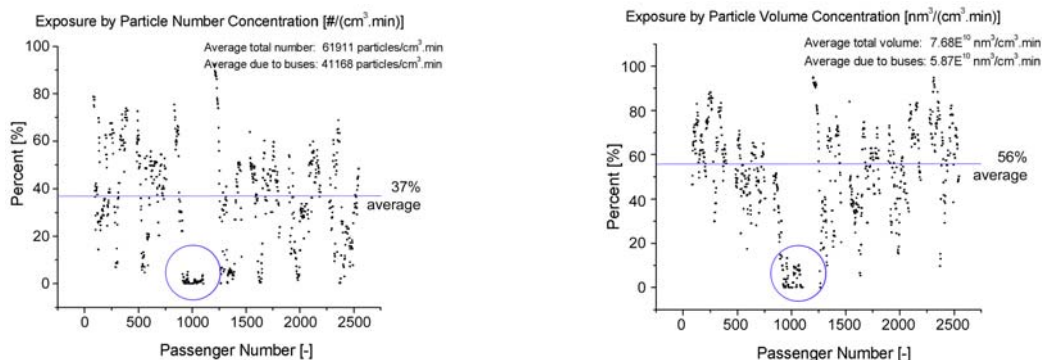 Exposure by Particle Number Concentration [#/(cm³.min)]
Average total number: 61911 particles/cm³.min
Average due to buses: 41168 particles/cm³.min
100
80
60
40
20
0
Percent [%]
37%
average
0 500 1000 1500 2000 2500
Passenger Number [-]
Exposure by Particle Volume Concentration [nm³/(cm³.min)]
Average total volume: 7.68E¹⁰ nm³/cm³.min
Average due to buses: 5.87E¹⁰ nm³/cm³.min
100
80
60
40
20
0
Percent [%]
56%
average
0 500 1000 1500 2000 2500
Passenger Number [-]